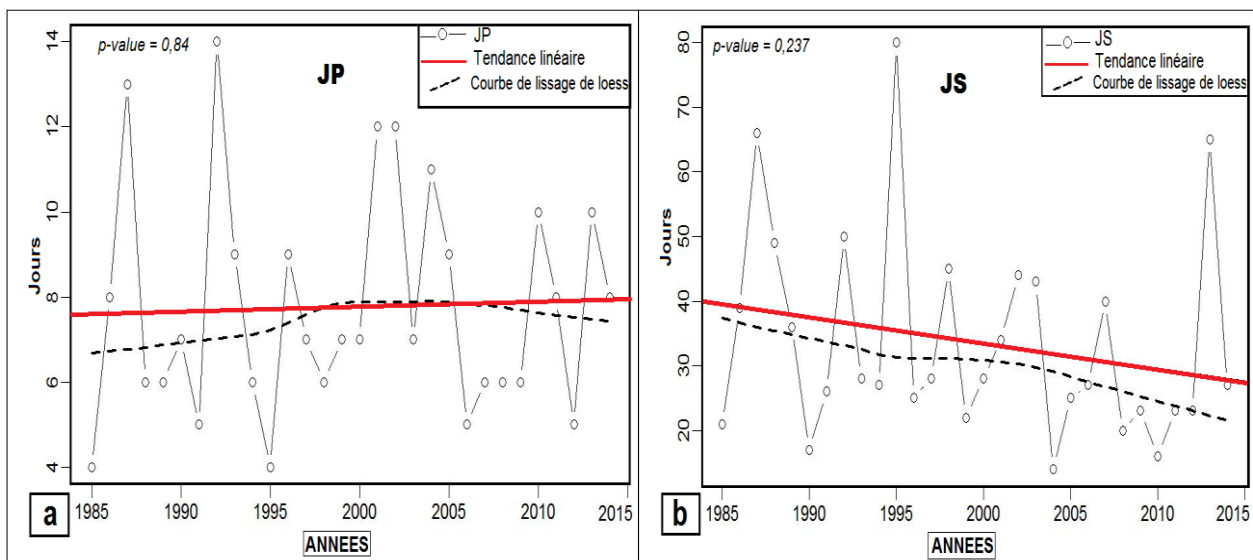 p-value = 0,84
JP
JP
Tendance linéaire
Courbe de lissage de loess
Jours
14
12
10
8
6
4
1985 1990 1995 2000 2005 2010 2015
a
ANNEES
p-value = 0,237
JS
JS
Tendance linéaire
Courbe de lissage de loess
Jours
80
70
60
50
40
30
20
1985 1990 1995 2000 2005 2010 2015
b
ANNEES